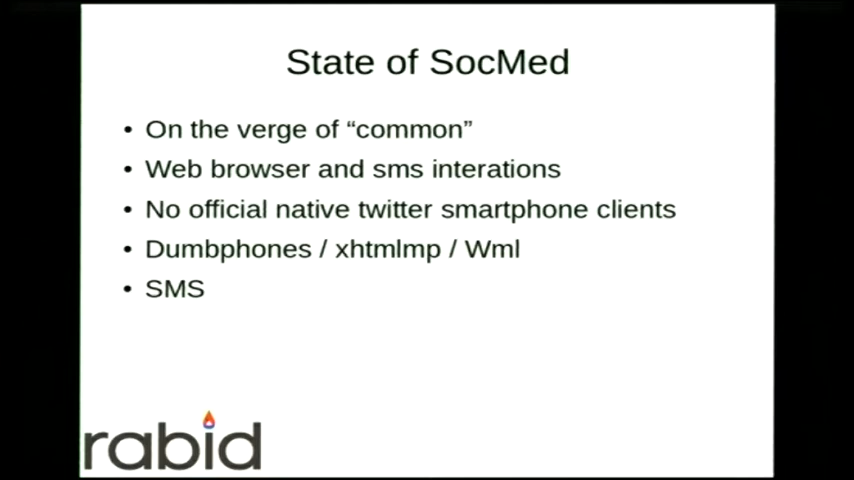 State of SocMed
• On the verge of “common”
• Web browser and sms interations
• No official native twitter smartphone clients
• Dumbphones / xhtmlmp / Wml
• SMS
rabid